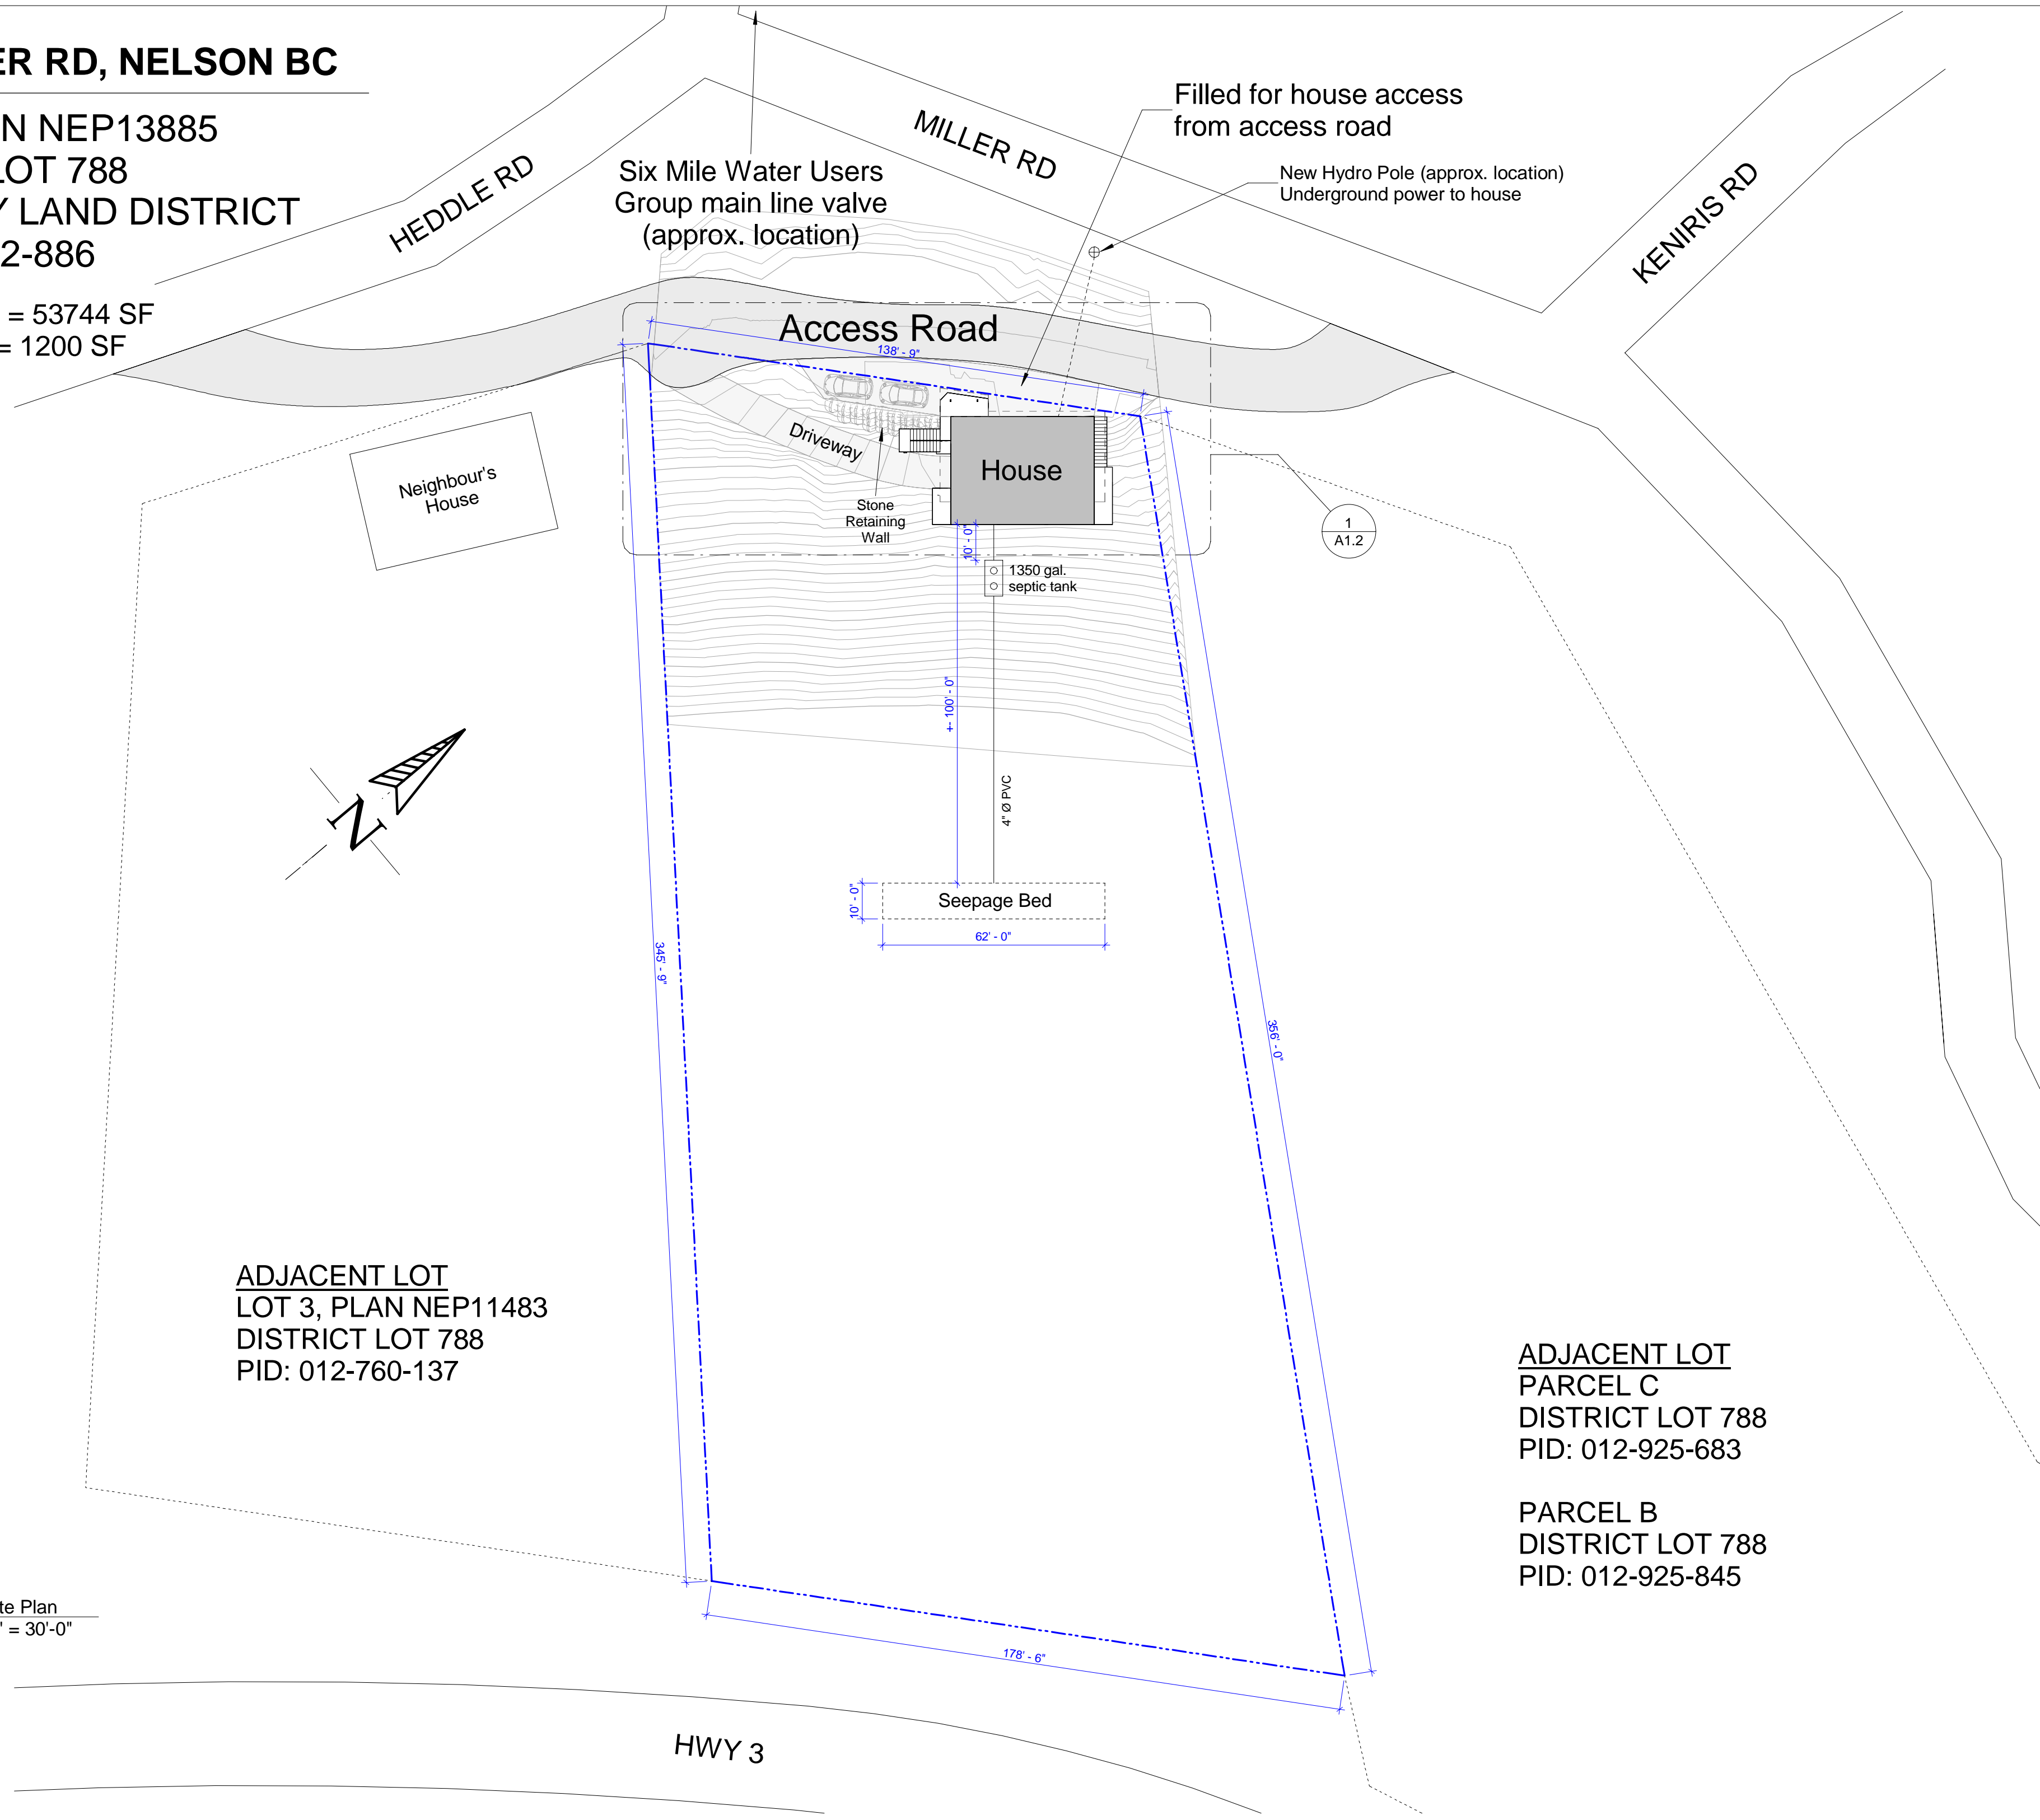 ER RD, NELSON BC
N NEP13885
LOT 788
Y LAND DISTRICT
2-886
= 53744 SF
= 1200 SF
HEDDLE RD
Six Mile Water Users
Group main line valve
(approx. location)
MILLER RD
Filled for house access
from access road
New Hydro Pole (approx. location)
Underground power to house
KENIRIS RD
Access Road
138' - 9"
Driveway
House
Neighbour's
House
Stone
Retaining
Wall
10' - 0"
1350 gal.
septic tank
1
A1.2
+- 100' - 0"
4" Ø PVC
N
10' - 0"
Seepage Bed
62' - 0"
345' - 9"
356' - 0"
ADJACENT LOT
LOT 3, PLAN NEP11483
DISTRICT LOT 788
PID: 012-760-137
ADJACENT LOT
PARCEL C
DISTRICT LOT 788
PID: 012-925-683
PARCEL B
DISTRICT LOT 788
PID: 012-925-845
te Plan
" = 30'-0"
178' - 6"
HWY 3